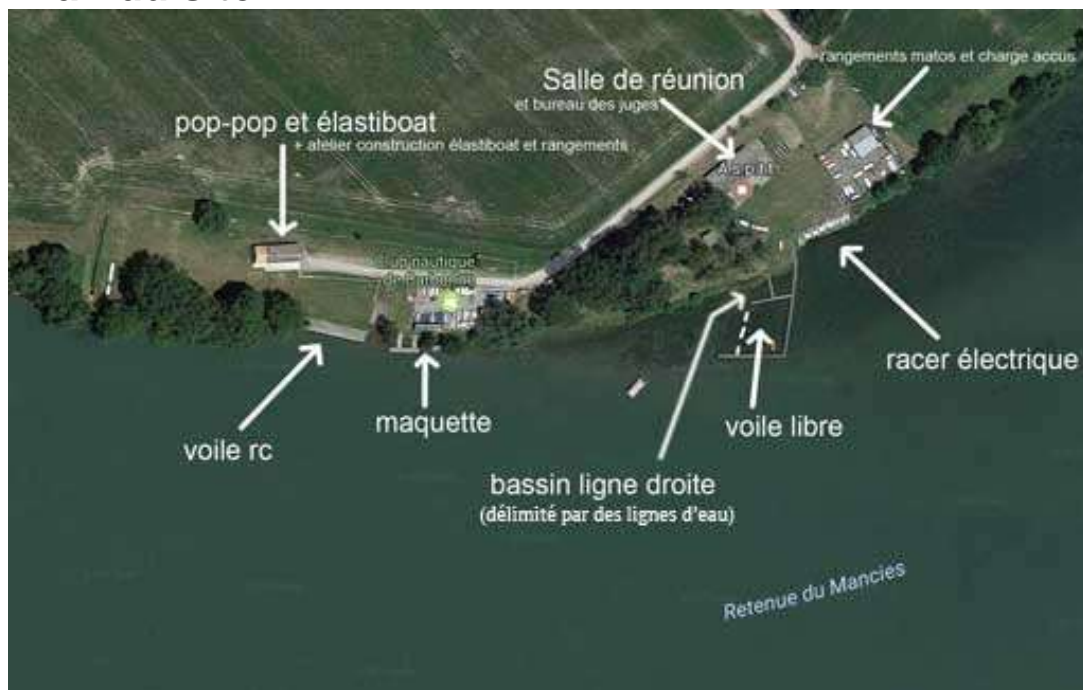 rangements matos et charge accus
Salle de réunion
et bureau des juges
pop-pop et élastiboat
+ atelier construction élastiboat et rangements
A.s.p.t.t.
nautique
racer électrique
maquette
voile libre
voile rc
bassin ligne droite
(délimité par des lignes d'eau)
Retenue du Mancies